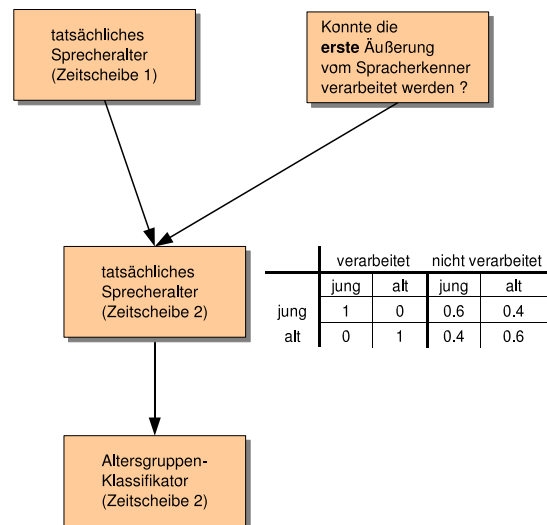 tatsächliches
Sprecheralter
(Zeitscheibe 1)
Konnte die
erste Äußerung
vom Spracherkenner
verarbeitet werden ?
tatsächliches
Sprecheralter
(Zeitscheibe 2)
verarbeitet nicht verarbeitet
jung alt jung alt
jung 1 0 0.6 0.4
alt 0 1 0.4 0.6
Altersgruppen-
Klassifikator
(Zeitscheibe 2)